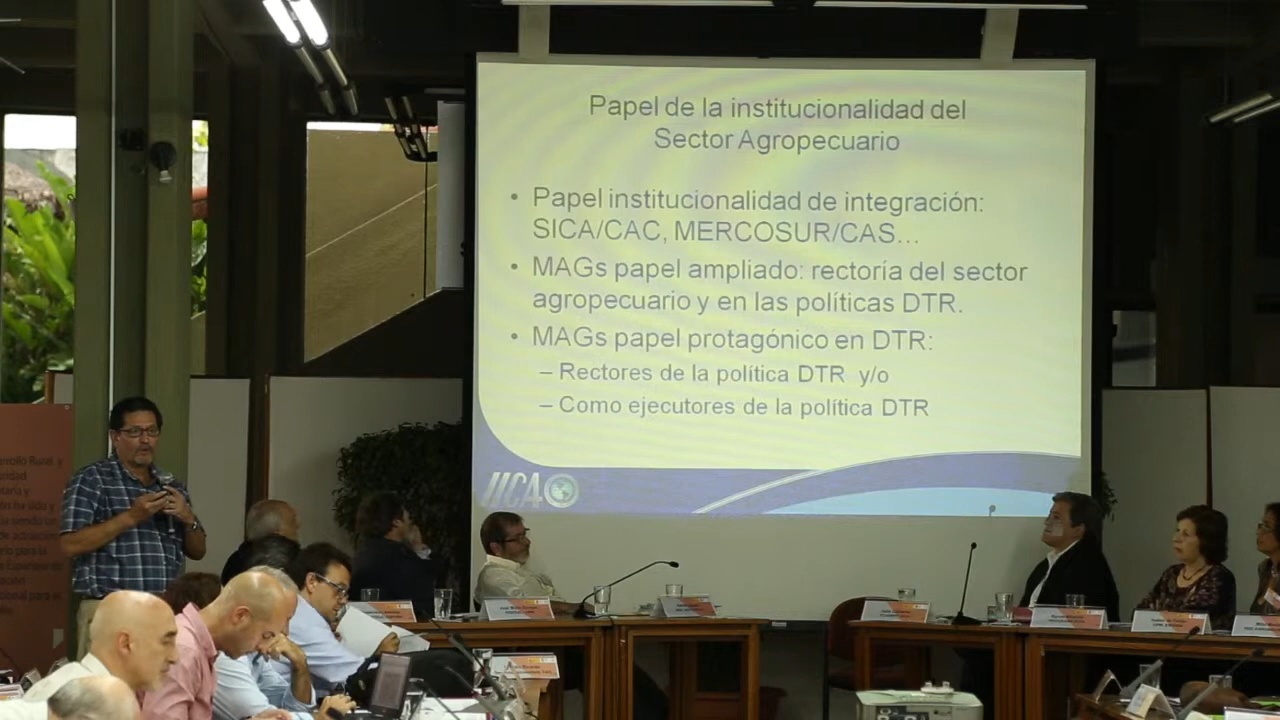 Papel de la institucionalidad del
Sector Agropecuario
• Papel institucionalidad de integración:
SICA/CAC, MERCOSUR/CAS...
• MAGs papel ampliado: rectoría del sector
agropecuario y en las políticas DTR.
• MAGs papel protagónico en DTR:
– Rectores de la política DTR y/o
– Como ejecutores de la política DTR
IICA